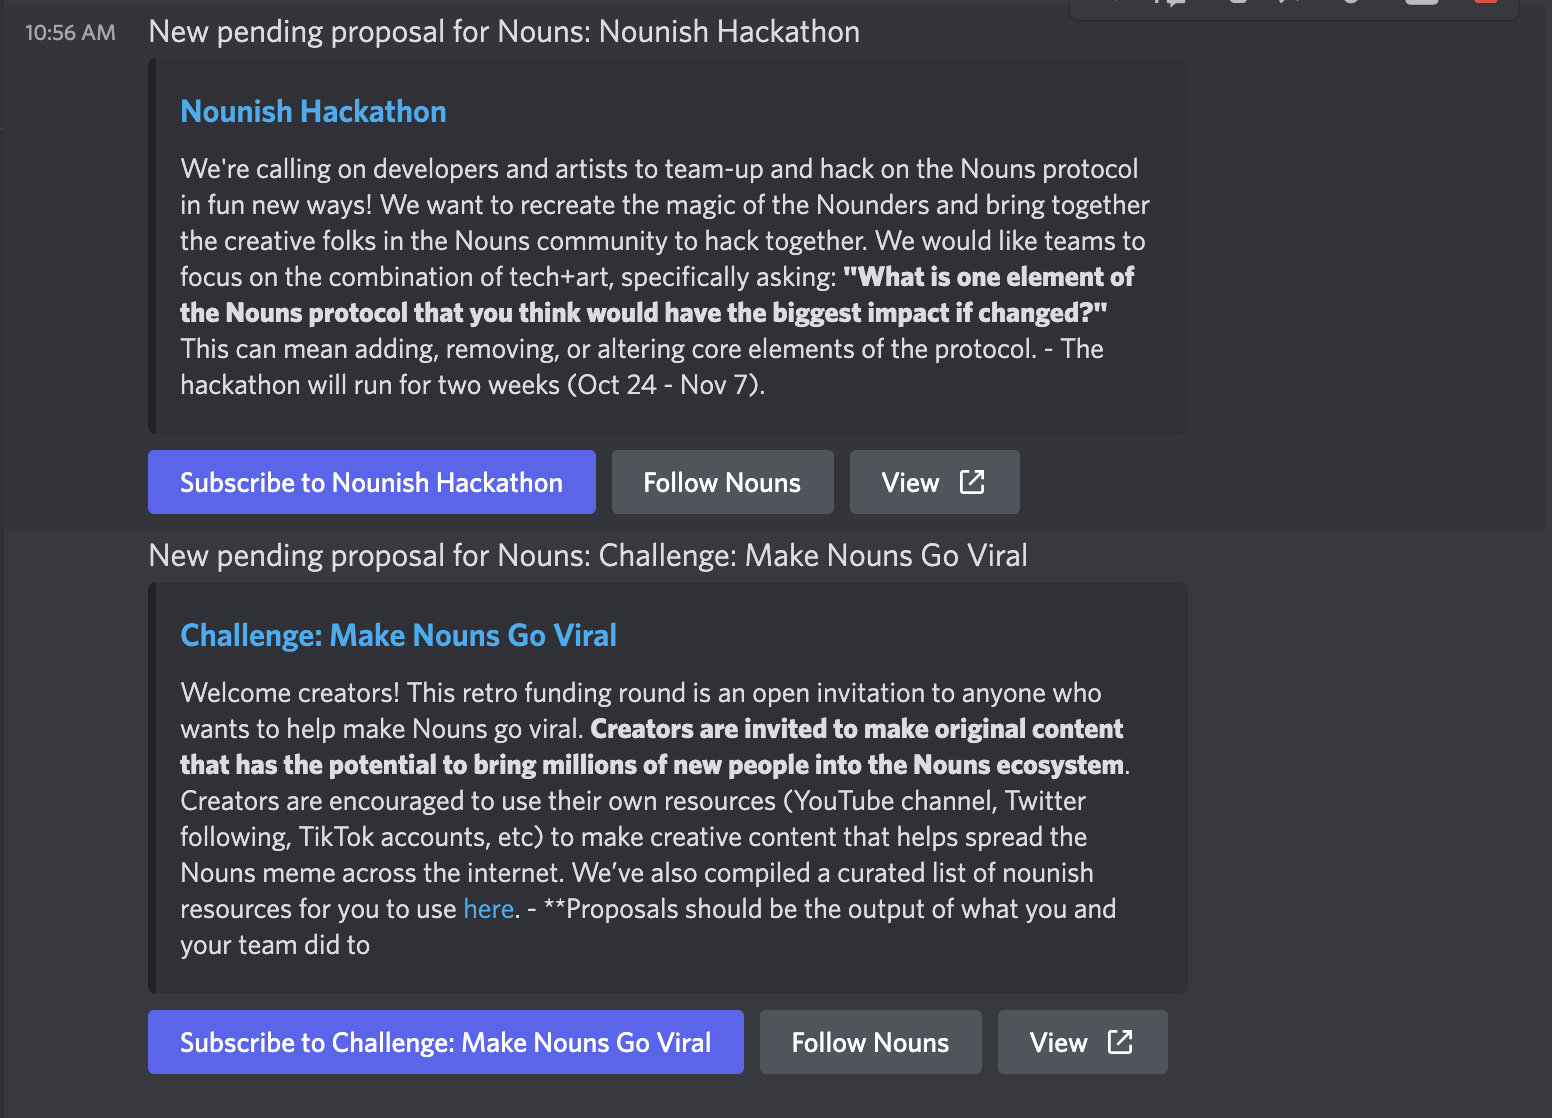 10:56 AM New pending proposal for Nouns: Nounish Hackathon
Nounish Hackathon
We're calling on developers and artists to team-up and hack on the Nouns protocol
in fun new ways! We want to recreate the magic of the Nounders and bring together
the creative folks in the Nouns community to hack together. We would like teams to
focus on the combination of tech+art, specifically asking: "What is one element of
the Nouns protocol that you think would have the biggest impact if changed?"
This can mean adding, removing, or altering core elements of the protocol. - The
hackathon will run for two weeks (Oct 24 - Nov 7).
Subscribe to Nounish Hackathon Follow Nouns View
New pending proposal for Nouns: Challenge: Make Nouns Go Viral
Challenge: Make Nouns Go Viral
Welcome creators! This retro funding round is an open invitation to anyone who
wants to help make Nouns go viral. Creators are invited to make original content
that has the potential to bring millions of new people into the Nouns ecosystem.
Creators are encouraged to use their own resources (YouTube channel, Twitter
following, TikTok accounts, etc) to make creative content that helps spread the
Nouns meme across the internet. We’ve also compiled a curated list of nounish
resources for you to use here. - **Proposals should be the output of what you and
your team did to
Subscribe to Challenge: Make Nouns Go Viral Follow Nouns View